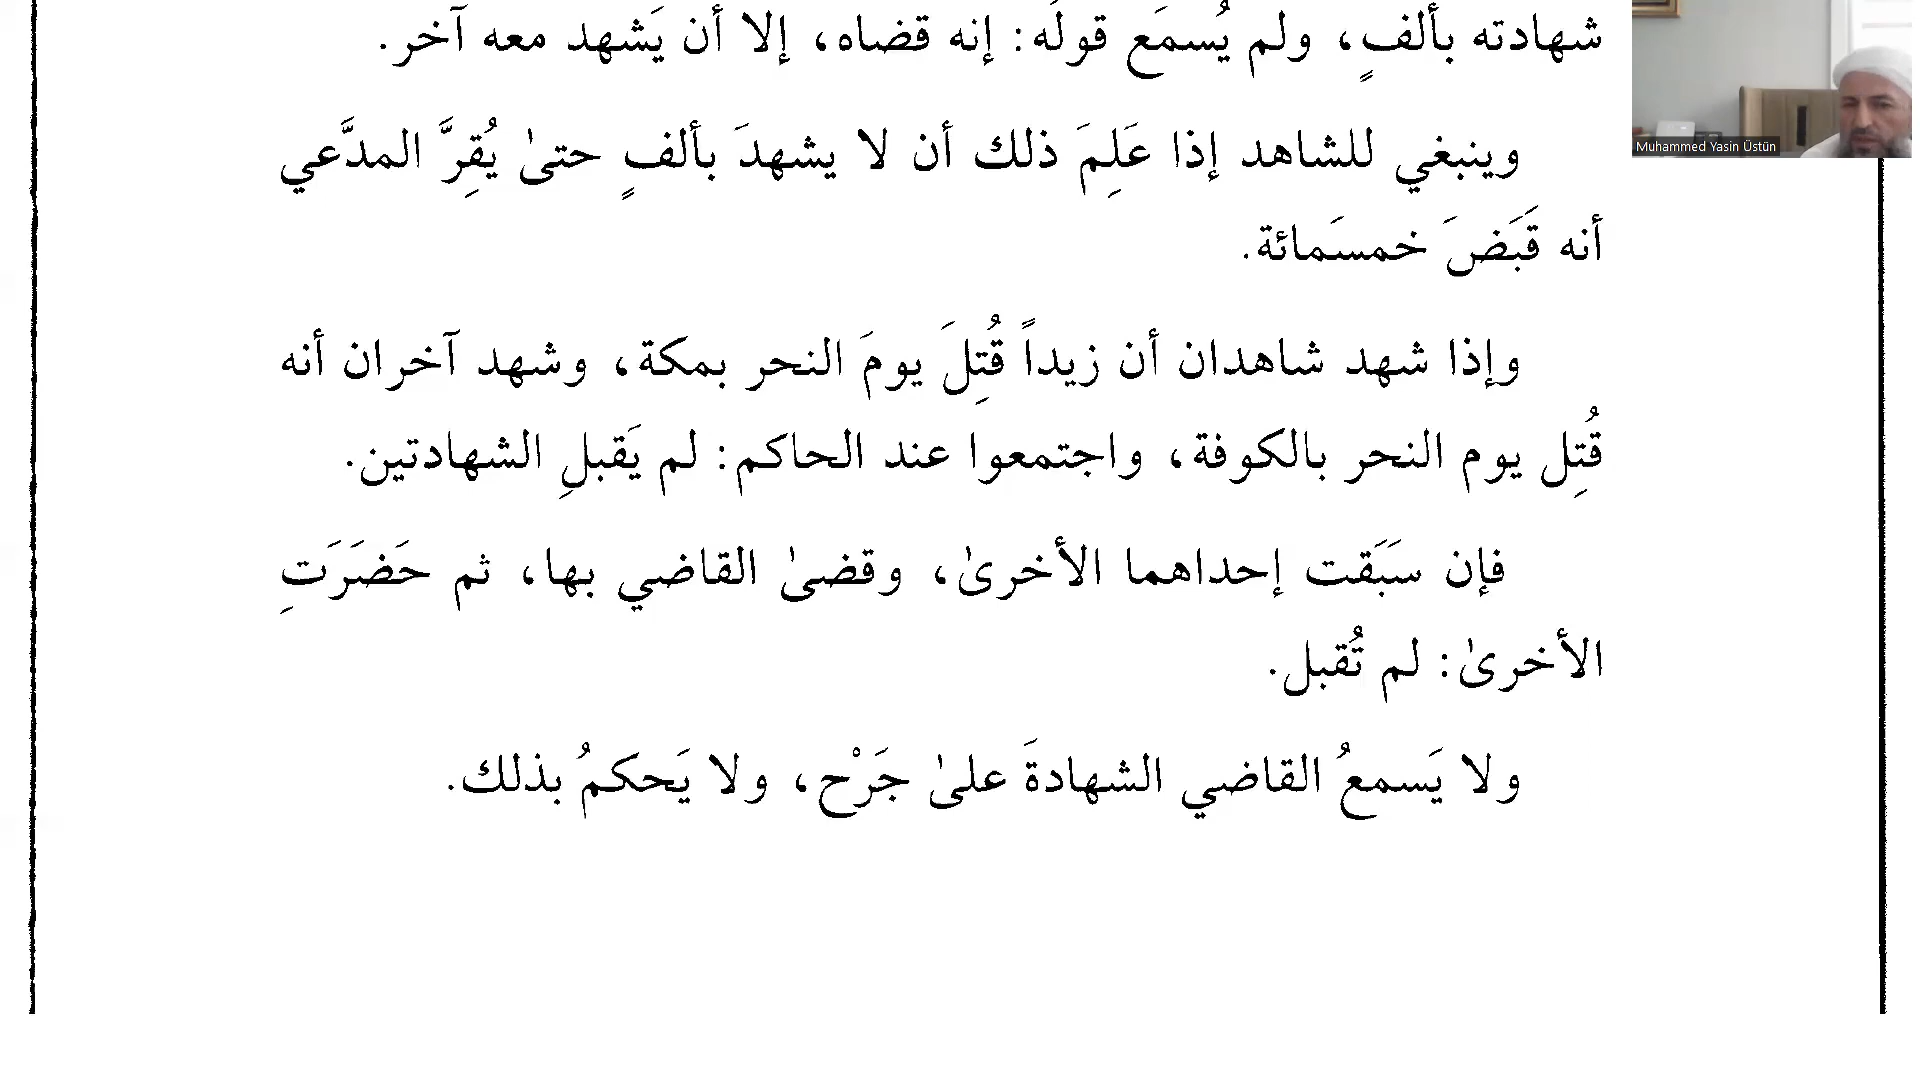 شهادته بألفٍ، ولم يُسمَع قولُه: إنه قضاه، إلا أن يَشهد معه آخر.
Muhammed Yasin Üstün
وينبغي للشاهد إذا عَلِمَ ذلك أن لا يشهدَ بألفٍ حتىٰ يُقِرَّ المدَّعي
أنه قَبَضَ خمسَمائة.
وإذا شهد شاهدان أن زيداً قُتِلَ يومَ النحر بمكة، وشهد آخران أنه
قُتِل يوم النحر بالكوفة، واجتمعوا عند الحاكم: لم يَقبلِ الشهادتين.
فإن سَبَقت إحداهما الأخرىٰ، وقضىٰ القاضي بها، ثم حَضَرَتِ
الأخرىٰ: لم تُقبل.
ولا يَسمعُ القاضي الشهادةَ علىٰ جَرْح، ولا يَحكمُ بذلك.